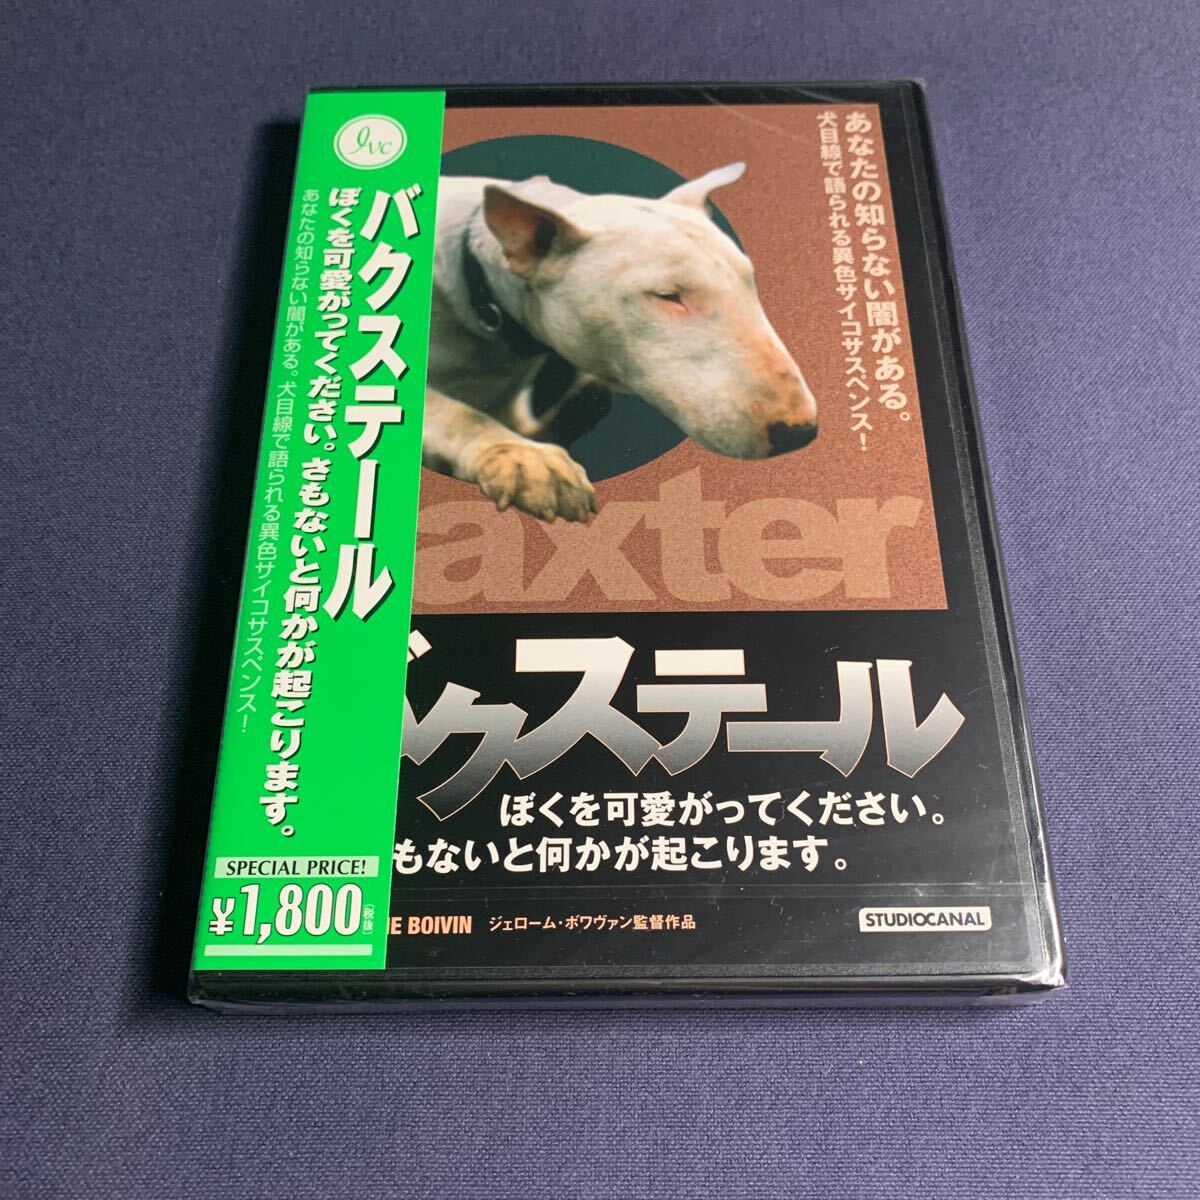 IVC
バクステール
ぼくを可愛がってください。さもないと何かが起こります。
あなたの知らない闇がある。犬目線で語られる異色サイコサスペンス!
SPECIAL PRICE!
¥1,800(税抜)
あなたの知らない闇がある。
犬目線で語られる異色サイコサスペンス!
axter
バクステール
ぼくを可愛がってください。
もないと何かが起こります。
ME BOIVIN ジェローム・ボワヴァン監督作品
STUDIOCANAL